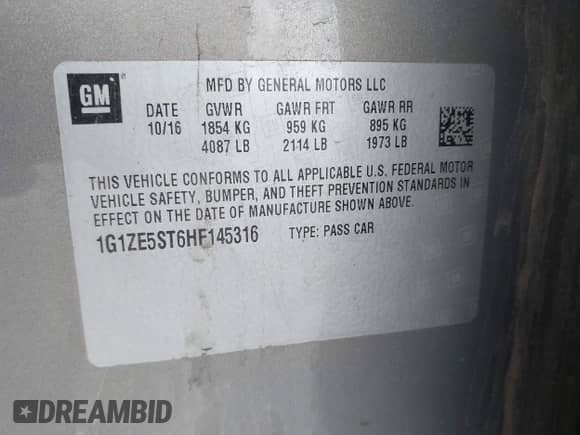 GM
MFD BY GENERAL MOTORS LLC
DATE GVWR GAWR FRT GAWR RR
10/16 1854 KG 959 KG 895 KG
4087 LB 2114 LB 1973 LB
THIS VEHICLE CONFORMS TO ALL APPLICABLE U.S. FEDERAL MOTOR
VEHICLE SAFETY, BUMPER, AND THEFT PREVENTION STANDARDS IN
EFFECT ON THE DATE OF MANUFACTURE SHOWN ABOVE.
1G1ZE5ST6HF145316 TYPE: PASS CAR
DREAMBID